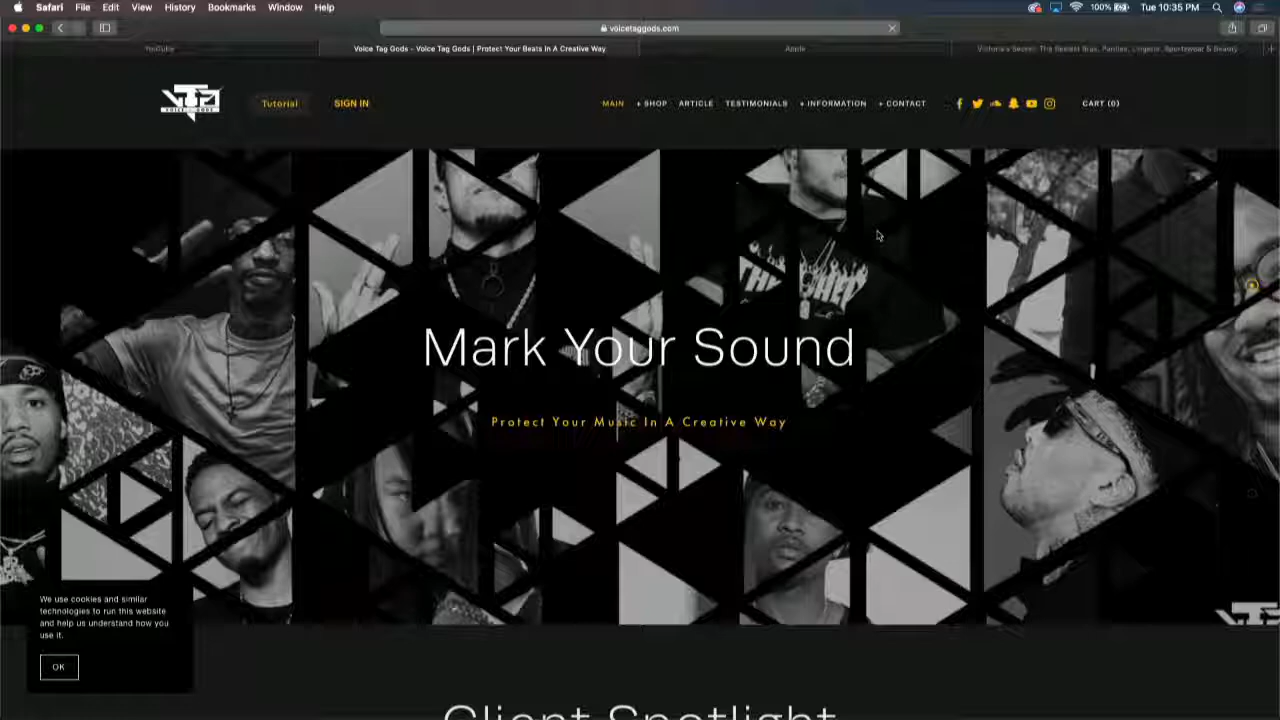 Safari File Edit View History Bookmarks Window Help
100% Tue 10:35 PM
voicetaggods.com
YouTube
Voice Tag Gods - Voice Tag Gods | Protect Your Beats In A Creative Way
Apple
Victoria's Secret: The Sexiest Bras, Panties, Lingerie, Sportswear & Beauty
VTG
Tutorial
SIGN IN
MAIN + SHOP ARTICLE TESTIMONIALS + INFORMATION + CONTACT
CART (0)
Mark Your Sound
Protect Your Music In A Creative Way
We use cookies and similar
technologies to run this website
and help us understand how you
use it.
OK
Client Spotlight